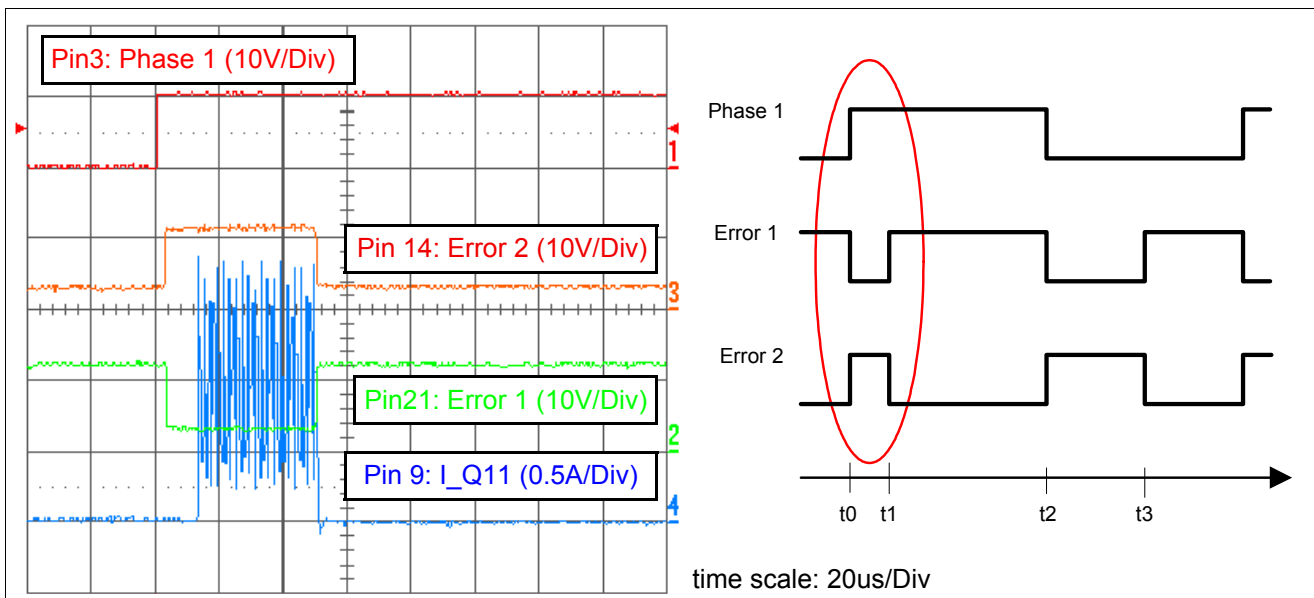 Pin3: Phase 1 (10V/Div)
1
Pin 14: Error 2 (10V/Div)
3
Pin21: Error 1 (10V/Div)
2
Pin 9: I_Q11 (0.5A/Div)
4
Phase 1
Error 1
Error 2
t0 t1 t2 t3
time scale: 20us/Div